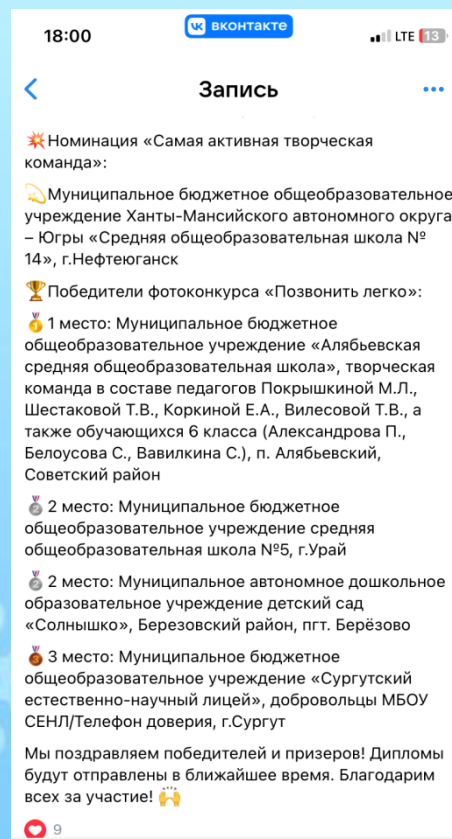 18:00
вконтакте
LTE 13
Запись
💥Номинация «Самая активная творческая
команда»:
💫Муниципальное бюджетное общеобразовательное
учреждение Ханты-Мансийского автономного округа
– Югры «Средняя общеобразовательная школа №
14», г.Нефтеюганск
🏆Победители фотоконкурса «Позвонить легко»:
🥇1 место: Муниципальное бюджетное
общеобразовательное учреждение «Алябьевская
средняя общеобразовательная школа», творческая
команда в составе педагогов Покрышкиной М.Л.,
Шестаковой Т.В., Коркиной Е.А., Вилесовой Т.В., а
также обучающихся 6 класса (Александрова П.,
Белоусова С., Вавилкина С.), п. Алябьевский,
Советский район
🥈2 место: Муниципальное бюджетное
общеобразовательное учреждение средняя
общеобразовательная школа №5, г.Урай
🥈2 место: Муниципальное автономное дошкольное
образовательное учреждение детский сад
«Солнышко», Березовский район, пгт. Берёзово
🥉3 место: Муниципальное бюджетное
общеобразовательное учреждение «Сургутский
естественно-научный лицей», добровольцы МБОУ
СЕНЛ/Телефон доверия, г.Сургут
Мы поздравляем победителей и призеров! Дипломы
будут отправлены в ближайшее время. Благодарим
всех за участие! 🙌
9